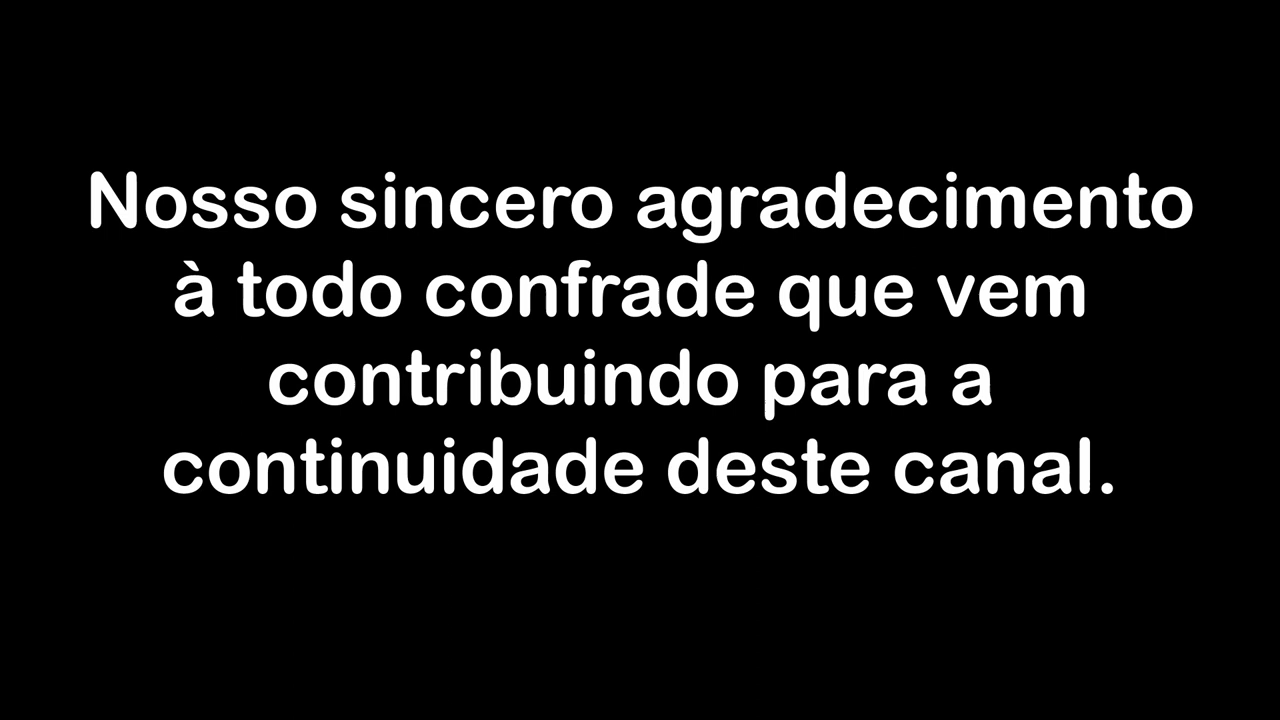 Nosso sincero agradecimento
à todo confrade que vem
contribuindo para a
continuidade deste canal.